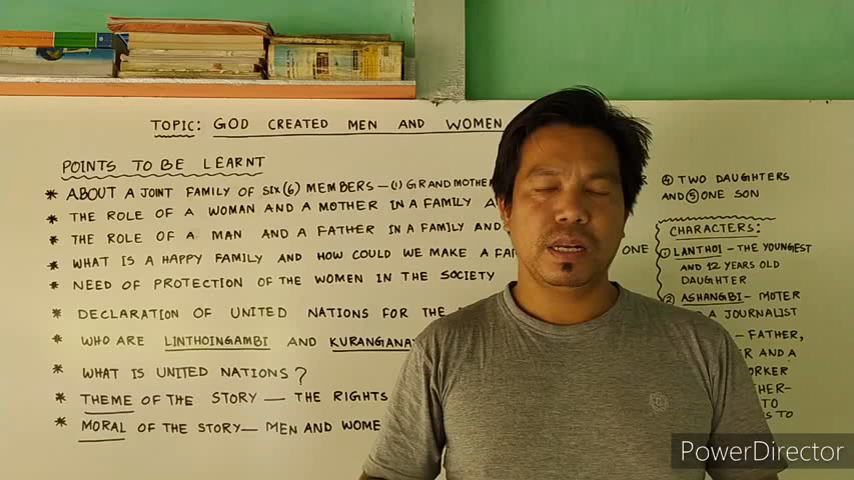 TOPIC: GOD CREATED MEN AND WOMEN
POINTS TO BE LEARNT
* ABOUT A JOINT FAMILY OF SIX (6) MEMBERS — (1) GRANDMOTHE
* THE ROLE OF A WOMAN AND A MOTHER IN A FAMILY A
* THE ROLE OF A MAN AND A FATHER IN A FAMILY AND
* WHAT IS A HAPPY FAMILY AND HOW COULD WE MAKE A FA
* NEED OF PROTECTION OF THE WOMEN IN THE SOCIETY
* DECLARATION OF UNITED NATIONS FOR THE
* WHO ARE LINTHOINGAMBI AND KURANGANA
* WHAT IS UNITED NATIONS?
* THEME OF THE STORY — THE RIGHTS
* MORAL OF THE STORY — MEN AND WOME
④ TWO DAUGHTERS
AND ⑤ ONE SON
ONE
CHARACTERS:
① LANTHOI — THE YOUNGEST
AND 12 YEARS OLD
DAUGHTER
② ASHANGBI — MOTER
A JOURNALIST
— FATHER,
ER AND A
ORKER
THER—
TO
S TO
PowerDirector